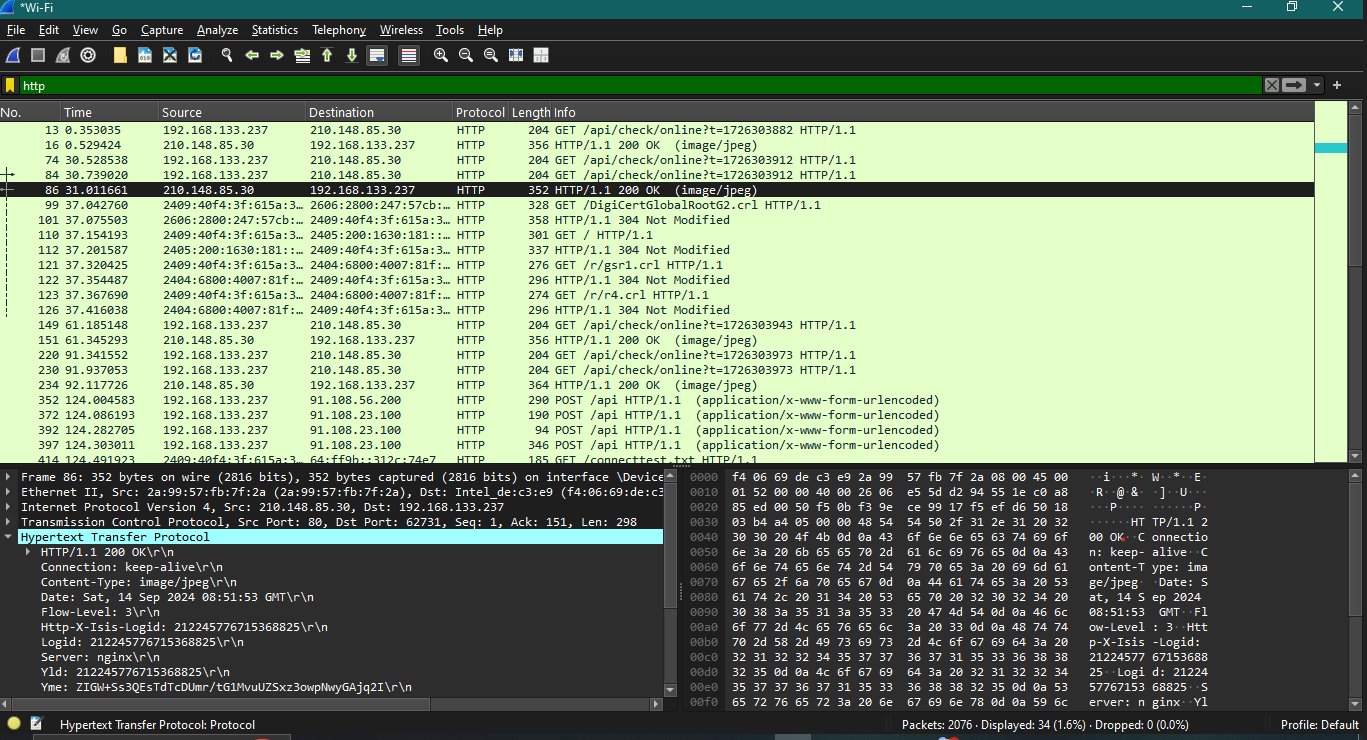 *Wi-Fi
File Edit View Go Capture Analyze Statistics Telephony Wireless Tools Help
http
No. Time Source Destination Protocol Length Info
13 0.353035 192.168.133.237 210.148.85.30 HTTP 204 GET /api/check/online?t=1726303882 HTTP/1.1
16 0.529424 210.148.85.30 192.168.133.237 HTTP 356 HTTP/1.1 200 OK (image/jpeg)
74 30.528538 192.168.133.237 210.148.85.30 HTTP 204 GET /api/check/online?t=1726303912 HTTP/1.1
84 30.739020 192.168.133.237 210.148.85.30 HTTP 204 GET /api/check/online?t=1726303912 HTTP/1.1
86 31.011661 210.148.85.30 192.168.133.237 HTTP 352 HTTP/1.1 200 OK (image/jpeg)
99 37.042760 2409:40f4:3f:615a:3… 2606:2800:247:57cb:… HTTP 328 GET /DigiCertGlobalRootG2.crl HTTP/1.1
101 37.075503 2606:2800:247:57cb:… 2409:40f4:3f:615a:3… HTTP 358 HTTP/1.1 304 Not Modified
110 37.154193 2409:40f4:3f:615a:3… 2405:200:1630:181::… HTTP 301 GET / HTTP/1.1
112 37.201587 2405:200:1630:181::… 2409:40f4:3f:615a:3… HTTP 337 HTTP/1.1 304 Not Modified
121 37.320425 2409:40f4:3f:615a:3… 2404:6800:4007:81f:… HTTP 276 GET /r/gsr1.crl HTTP/1.1
122 37.354487 2404:6800:4007:81f:… 2409:40f4:3f:615a:3… HTTP 296 HTTP/1.1 304 Not Modified
123 37.367690 2409:40f4:3f:615a:3… 2404:6800:4007:81f:… HTTP 274 GET /r/r4.crl HTTP/1.1
126 37.416038 2404:6800:4007:81f:… 2409:40f4:3f:615a:3… HTTP 296 HTTP/1.1 304 Not Modified
149 61.185148 192.168.133.237 210.148.85.30 HTTP 204 GET /api/check/online?t=1726303943 HTTP/1.1
151 61.345293 210.148.85.30 192.168.133.237 HTTP 356 HTTP/1.1 200 OK (image/jpeg)
220 91.341552 192.168.133.237 210.148.85.30 HTTP 204 GET /api/check/online?t=1726303973 HTTP/1.1
230 91.937053 192.168.133.237 210.148.85.30 HTTP 204 GET /api/check/online?t=1726303973 HTTP/1.1
234 92.117726 210.148.85.30 192.168.133.237 HTTP 364 HTTP/1.1 200 OK (image/jpeg)
352 124.004583 192.168.133.237 91.108.56.200 HTTP 290 POST /api HTTP/1.1 (application/x-www-form-urlencoded)
372 124.086193 192.168.133.237 91.108.23.100 HTTP 190 POST /api HTTP/1.1 (application/x-www-form-urlencoded)
392 124.282705 192.168.133.237 91.108.23.100 HTTP 94 POST /api HTTP/1.1 (application/x-www-form-urlencoded)
397 124.303011 192.168.133.237 91.108.23.100 HTTP 346 POST /api HTTP/1.1 (application/x-www-form-urlencoded)
414 124.491923 2409:40f4:3f:615a:3… 64:ff9b::312c:74e7 HTTP 185 GET /connecttest.txt HTTP/1.1
Frame 86: 352 bytes on wire (2816 bits), 352 bytes captured (2816 bits) on interface \Device
Ethernet II, Src: 2a:99:57:fb:7f:2a (2a:99:57:fb:7f:2a), Dst: Intel_de:c3:e9 (f4:06:69:de:c3
Internet Protocol Version 4, Src: 210.148.85.30, Dst: 192.168.133.237
Transmission Control Protocol, Src Port: 80, Dst Port: 62731, Seq: 1, Ack: 151, Len: 298
Hypertext Transfer Protocol
HTTP/1.1 200 OK\r\n
Connection: keep-alive\r\n
Content-Type: image/jpeg\r\n
Date: Sat, 14 Sep 2024 08:51:53 GMT\r\n
Flow-Level: 3\r\n
Http-X-Isis-Logid: 212245776715368825\r\n
Logid: 212245776715368825\r\n
Server: nginx\r\n
Yld: 212245776715368825\r\n
Yme: ZIGW+Ss3QEsTdTcDUmr/tG1MvuUZSxz3owpNwyGAjq2I\r\n
0000 f4 06 69 de c3 e9 2a 99 57 fb 7f 2a 08 00 45 00 ··i···*· W··*··E·
0010 01 52 00 00 40 00 26 06 e5 5d d2 94 55 1e c0 a8 ·R··@·&· ·]··U···
0020 85 ed 00 50 f5 0b f3 9e ce 99 17 f5 ef d6 50 18 ···P···· ······P·
0030 03 b4 a4 05 00 00 48 54 54 50 2f 31 2e 31 20 32 ······HT TP/1.1 2
0040 30 30 20 4f 4b 0d 0a 43 6f 6e 6e 65 63 74 69 6f 00 OK··C onnectio
0050 6e 3a 20 6b 65 65 70 2d 61 6c 69 76 65 0d 0a 43 n: keep- alive··C
0060 6f 6e 74 65 6e 74 2d 54 79 70 65 3a 20 69 6d 61 ontent-T ype: ima
0070 67 65 2f 6a 70 65 67 0d 0a 44 61 74 65 3a 20 53 ge/jpeg· ·Date: S
0080 61 74 2c 20 31 34 20 53 65 70 20 32 30 32 34 20 at, 14 S ep 2024
0090 30 38 3a 35 31 3a 35 33 20 47 4d 54 0d 0a 46 6c 08:51:53 GMT··Fl
00a0 6f 77 2d 4c 65 76 65 6c 3a 20 33 0d 0a 48 74 74 ow-Level : 3··Htt
00b0 70 2d 58 2d 49 73 69 73 2d 4c 6f 67 69 64 3a 20 p-X-Isis -Logid:
00c0 32 31 32 32 34 35 37 37 36 37 31 35 33 36 38 38 21224577 67153688
00d0 32 35 0d 0a 4c 6f 67 69 64 3a 20 32 31 32 32 34 25··Logi d: 21224
00e0 35 37 37 36 37 31 35 33 36 38 38 32 35 0d 0a 53 57767153 68825··S
00f0 65 72 76 65 72 3a 20 6e 67 69 6e 78 0d 0a 59 6c erver: n ginx··Yl
Hypertext Transfer Protocol: Protocol
Packets: 2076 · Displayed: 34 (1.6%) · Dropped: 0 (0.0%)
Profile: Default